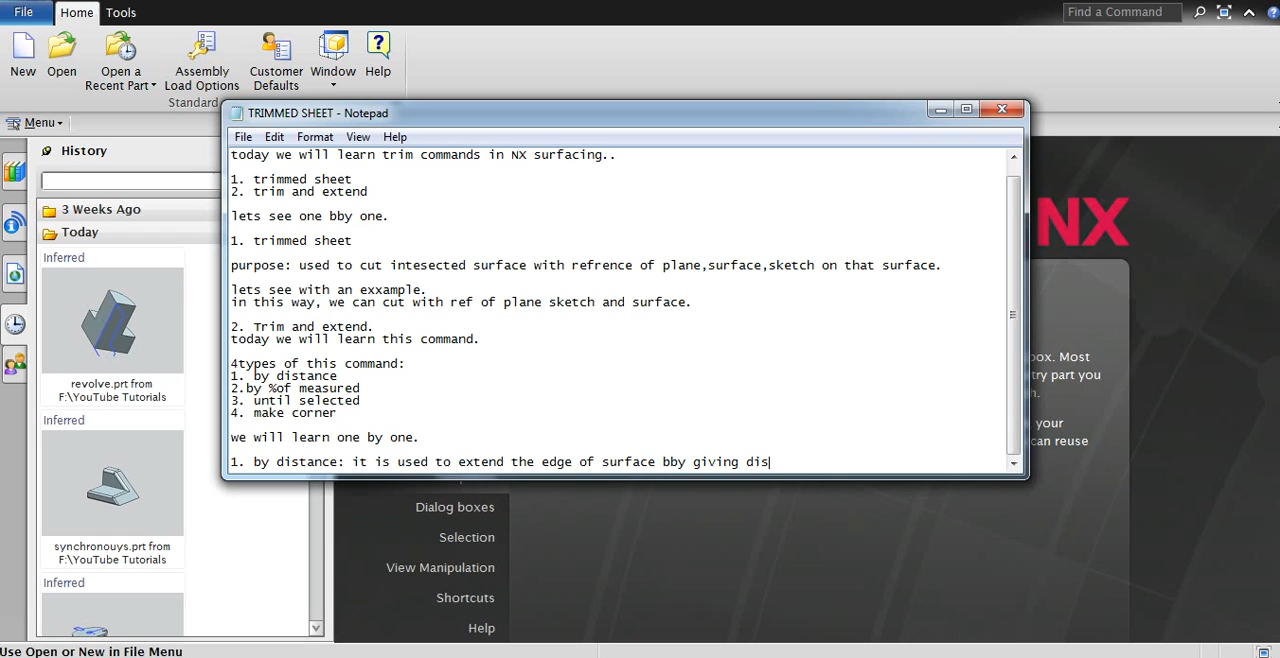 File
Home
Tools
Find a Command
New
Open
Open a
Recent Part
Assembly
Load Options
Customer
Defaults
Window
Help
Standard
Menu
History
3 Weeks Ago
Today
Inferred
revolve.prt from
F:\YouTube Tutorials
Inferred
synchronouys.prt from
F:\YouTube Tutorials
Inferred
TRIMMED SHEET - Notepad
File Edit Format View Help
today we will learn trim commands in NX surfacing..
1. trimmed sheet
2. trim and extend
lets see one bby one.
1. trimmed sheet
purpose: used to cut intesected surface with refrence of plane,surface,sketch on that surface.
lets see with an exxample.
in this way, we can cut with ref of plane sketch and surface.
2. Trim and extend.
today we will learn this command.
4types of this command:
1. by distance
2.by %of measured
3. until selected
4. make corner
we will learn one by one.
1. by distance: it is used to extend the edge of surface bby giving dis
NX
box. Most
try part you
your
can reuse
Dialog boxes
Selection
View Manipulation
Shortcuts
Help
Use Open or New in File Menu